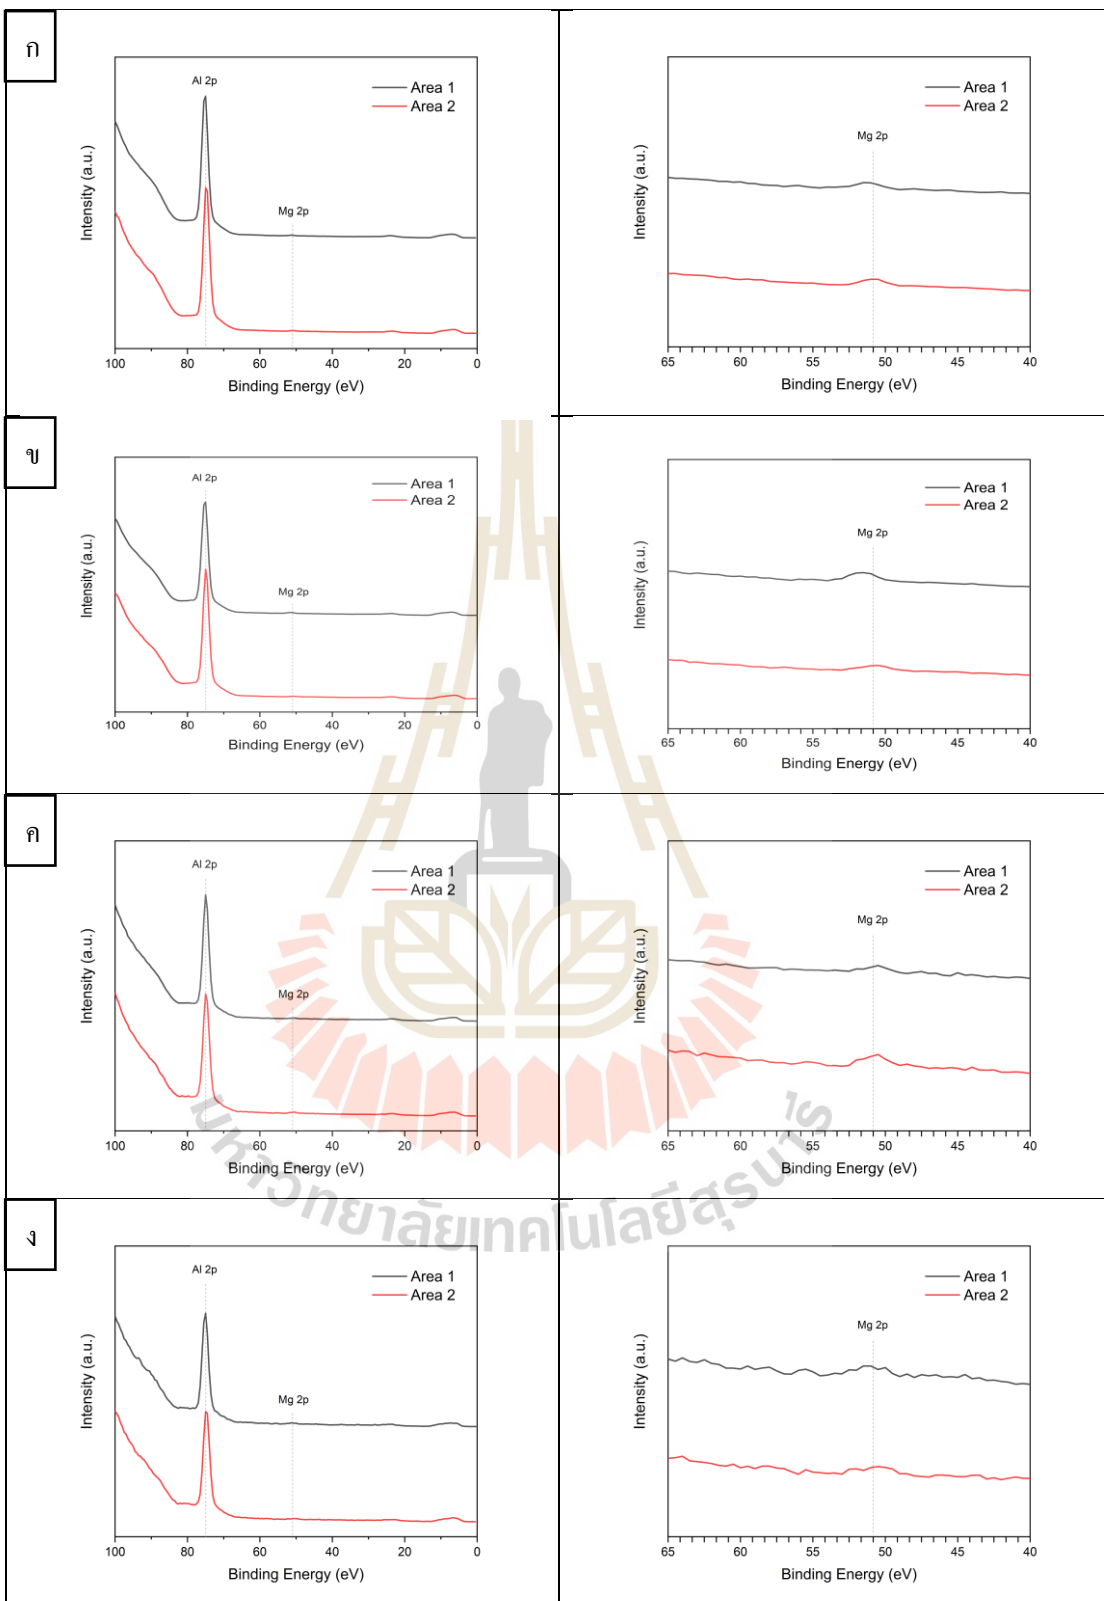 ก
Al 2p
Mg 2p
Area 1
Area 2
Intensity (a.u.)
100 80 60 40 20 0
Binding Energy (eV)
Mg 2p
Area 1
Area 2
Intensity (a.u.)
65 60 55 50 45 40
Binding Energy (eV)
ข
Al 2p
Mg 2p
Area 1
Area 2
Intensity (a.u.)
100 80 60 40 20 0
Binding Energy (eV)
Mg 2p
Area 1
Area 2
Intensity (a.u.)
65 60 55 50 45 40
Binding Energy (eV)
ค
Al 2p
Mg 2p
Area 1
Area 2
Intensity (a.u.)
100 80 60 40 20 0
Binding Energy (eV)
Mg 2p
Area 1
Area 2
Intensity (a.u.)
65 60 55 50 45 40
Binding Energy (eV)
ง
Al 2p
Mg 2p
Area 1
Area 2
Intensity (a.u.)
100 80 60 40 20 0
Binding Energy (eV)
Mg 2p
Area 1
Area 2
Intensity (a.u.)
65 60 55 50 45 40
Binding Energy (eV)
มหาวิทยาลัยเทคโนโลยีสุรนารี